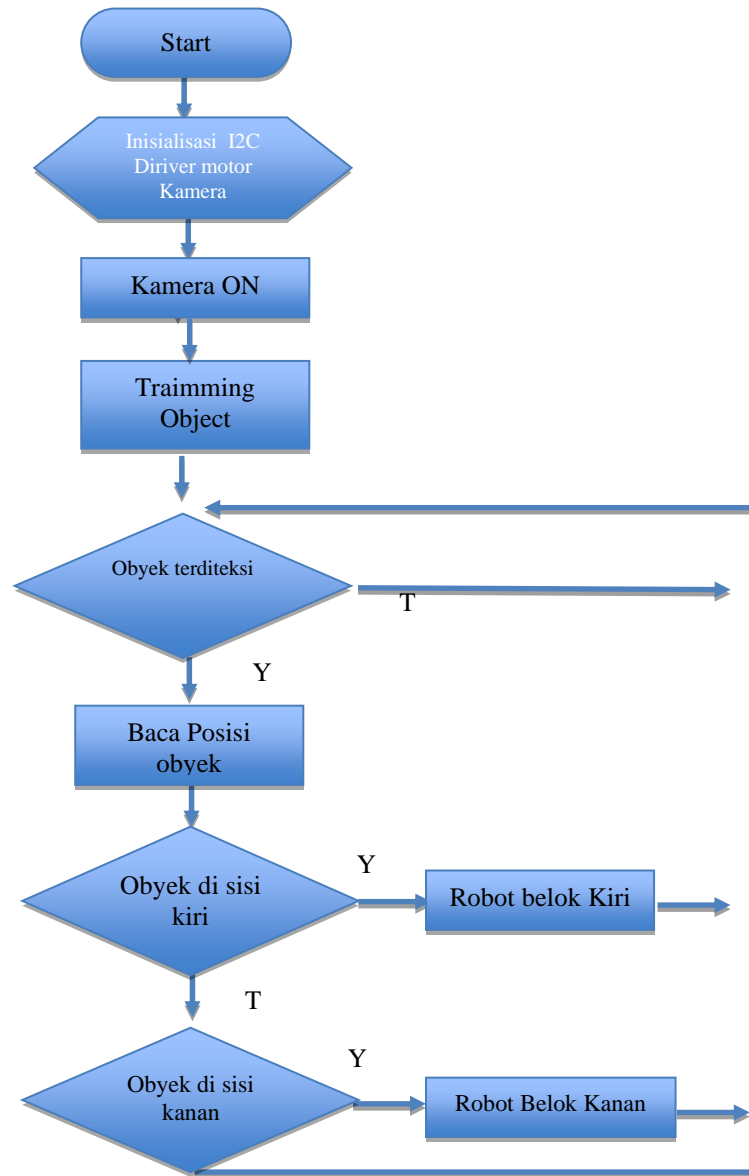 Start
Inisialisasi I2C
Diriver motor
Kamera
Kamera ON
Traimming
Object
Obyek terditeksi
T
Y
Baca Posisi
obyek
Obyek di sisi
kiri
Y
Robot belok Kiri
T
Obyek di sisi
kanan
Y
Robot Belok Kanan